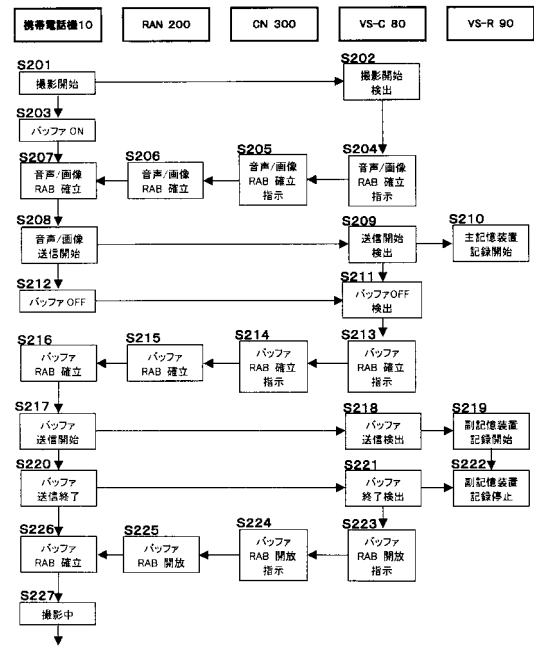 携帯電話機10 RAN 200 CN 300 VS-C 80 VS-R 90
S201
撮影開始
S202
撮影開始
検出
S203
バッファ ON
S204
音声/画像
RAB 確立
指示
S205
音声/画像
RAB 確立
指示
S206
音声/画像
RAB 確立
S207
音声/画像
RAB 確立
S208
音声/画像
送信開始
S209
送信開始
検出
S210
主記憶装置
記録開始
S212
バッファ OFF
S211
バッファOFF
検出
S213
バッファ
RAB 確立
指示
S214
バッファ
RAB 確立
指示
S215
バッファ
RAB 確立
S216
バッファ
RAB 確立
S217
バッファ
送信開始
S218
バッファ
送信検出
S219
副記憶装置
記録開始
S220
バッファ
送信終了
S221
バッファ
終了検出
S222
副記憶装置
記録停止
S223
バッファ
RAB 開放
指示
S224
バッファ
RAB 開放
指示
S225
バッファ
RAB 開放
S226
バッファ
RAB 確立
S227
撮影中